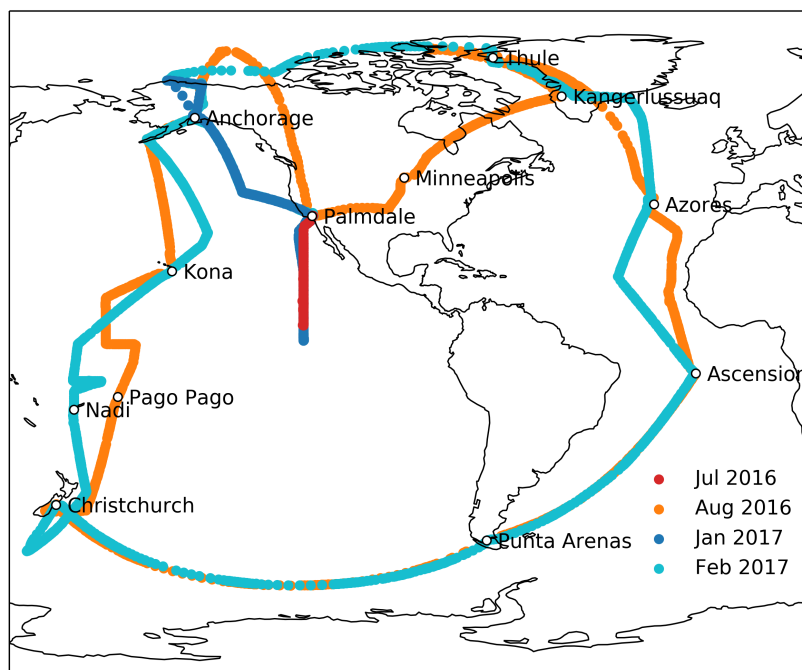 Thule
Kangerlussuaq
Anchorage
Minneapolis
Azores
Palmdale
Kona
Ascension
Pago Pago
Nadi
Christchurch
Punta Arenas
Jul 2016
Aug 2016
Jan 2017
Feb 2017